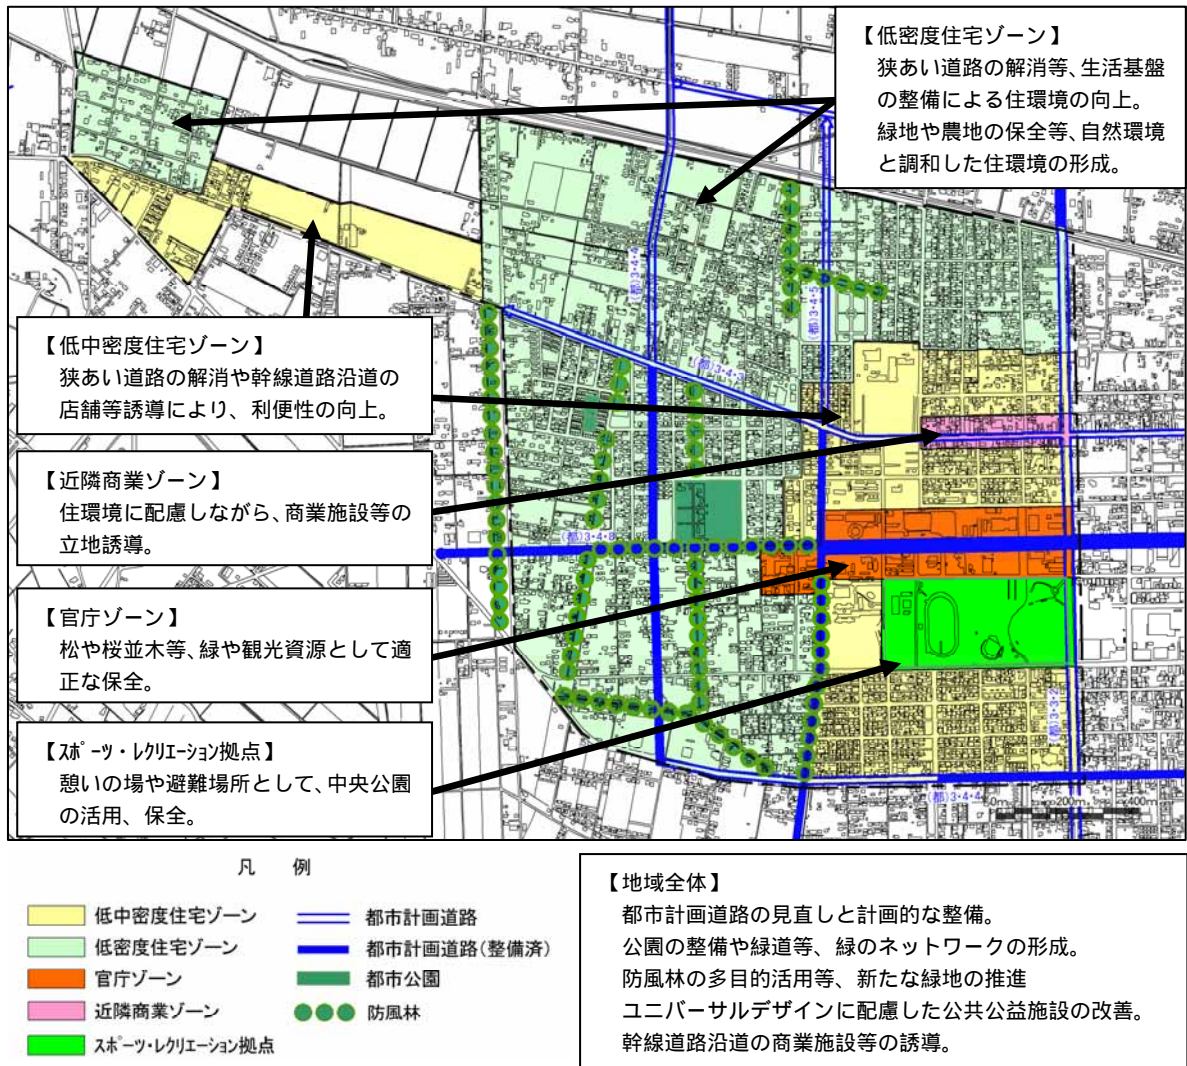 【低密度住宅ゾーン】
狭あい道路の解消等、生活基盤
の整備による住環境の向上。
緑地や農地の保全等、自然環境
と調和した住環境の形成。
(都)3・4・4
(都)3・4・5
(都)3・4・3
【低中密度住宅ゾーン】
狭あい道路の解消や幹線道路沿道の
店舗等誘導により、利便性の向上。
【近隣商業ゾーン】
住環境に配慮しながら、商業施設等の
立地誘導。
(都)3・4・8
【官庁ゾーン】
松や桜並木等、緑や観光資源として適
正な保全。
(都)3・3・2
【スポーツ・レクリエーション拠点】
憩いの場や避難場所として、中央公園
の活用、保全。
(都)3・4・4
200m 400m
凡 例
低中密度住宅ゾーン
低密度住宅ゾーン
官庁ゾーン
近隣商業ゾーン
スポーツ・レクリエーション拠点
都市計画道路
都市計画道路(整備済)
都市公園
防風林
【地域全体】
都市計画道路の見直しと計画的な整備。
公園の整備や緑道等、緑のネットワークの形成。
防風林の多目的活用等、新たな緑地の推進
ユニバーサルデザインに配慮した公共公益施設の改善。
幹線道路沿道の商業施設等の誘導。